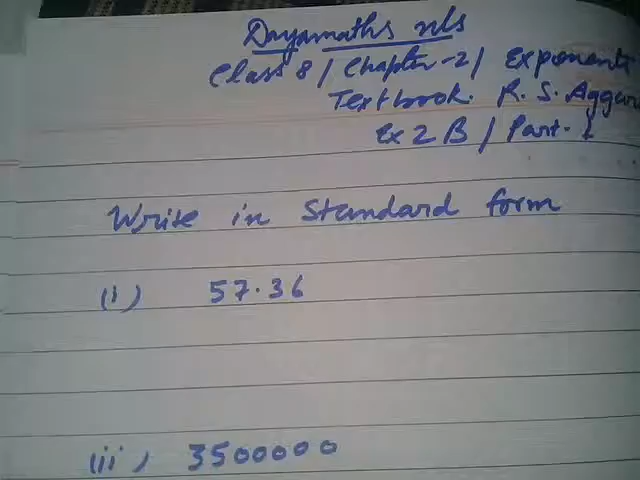 Dayamaths nls
Class 8 / Chapter-2 / Exponents
Textbook. R. S. Aggar
Ex 2 B / Part-1
Write in Standard form
(i) 57.36
(ii) 3500000